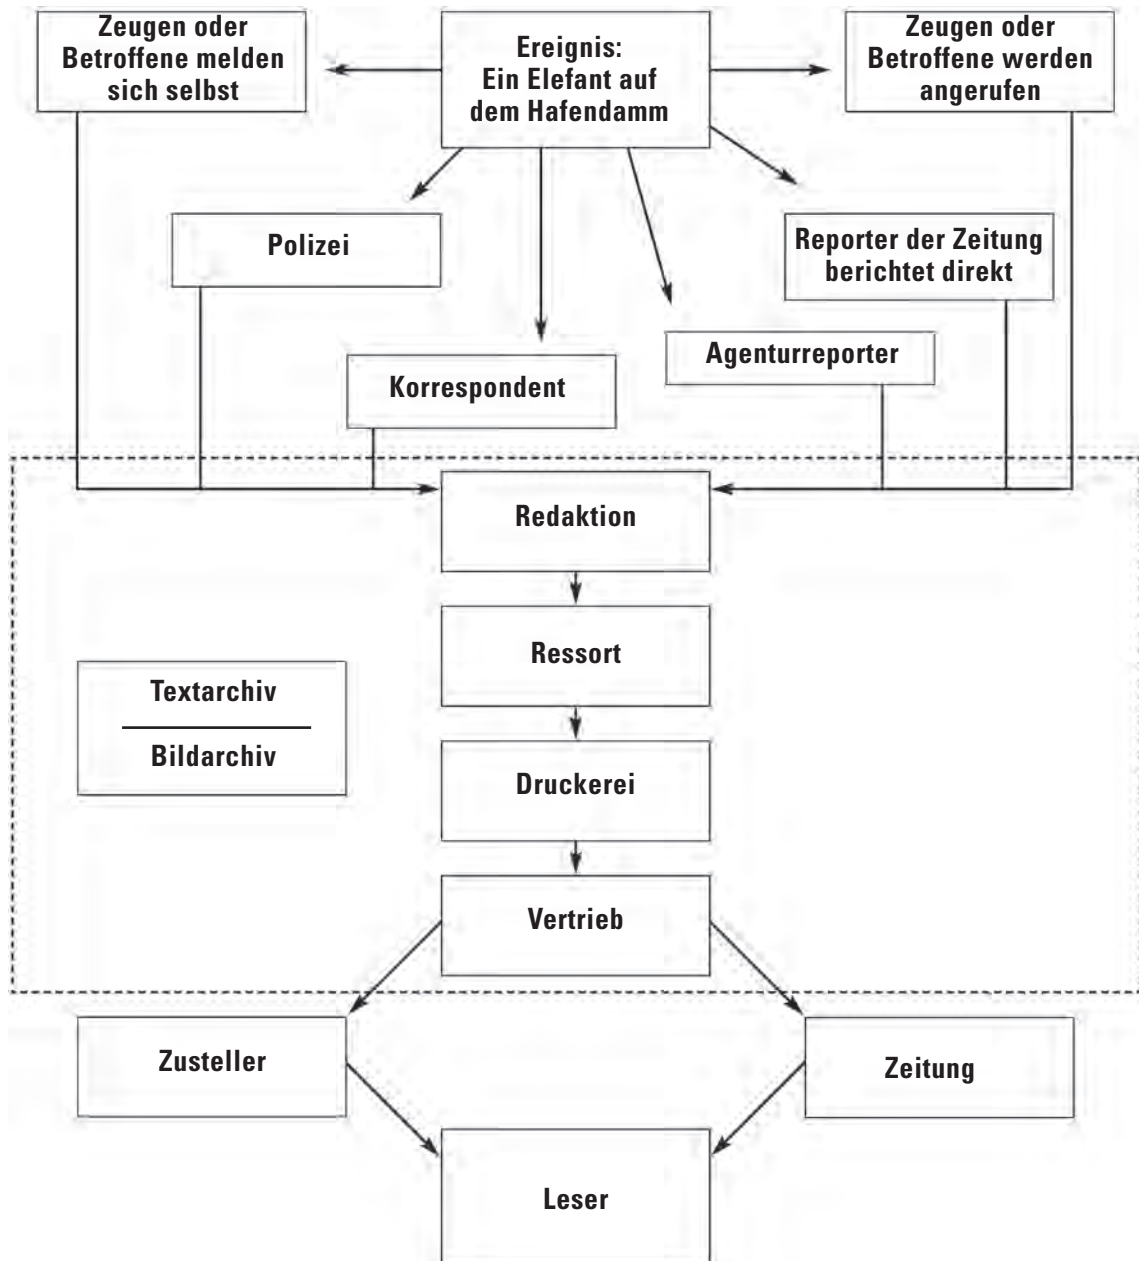 Zeugen oder
Betroffene melden
sich selbst
Ereignis:
Ein Elefant auf
dem Hafendamm
Zeugen oder
Betroffene werden
angerufen
Polizei
Reporter der Zeitung
berichtet direkt
Agenturreporter
Korrespondent
Redaktion
Ressort
Textarchiv
Bildarchiv
Druckerei
Vertrieb
Zusteller
Zeitung
Leser